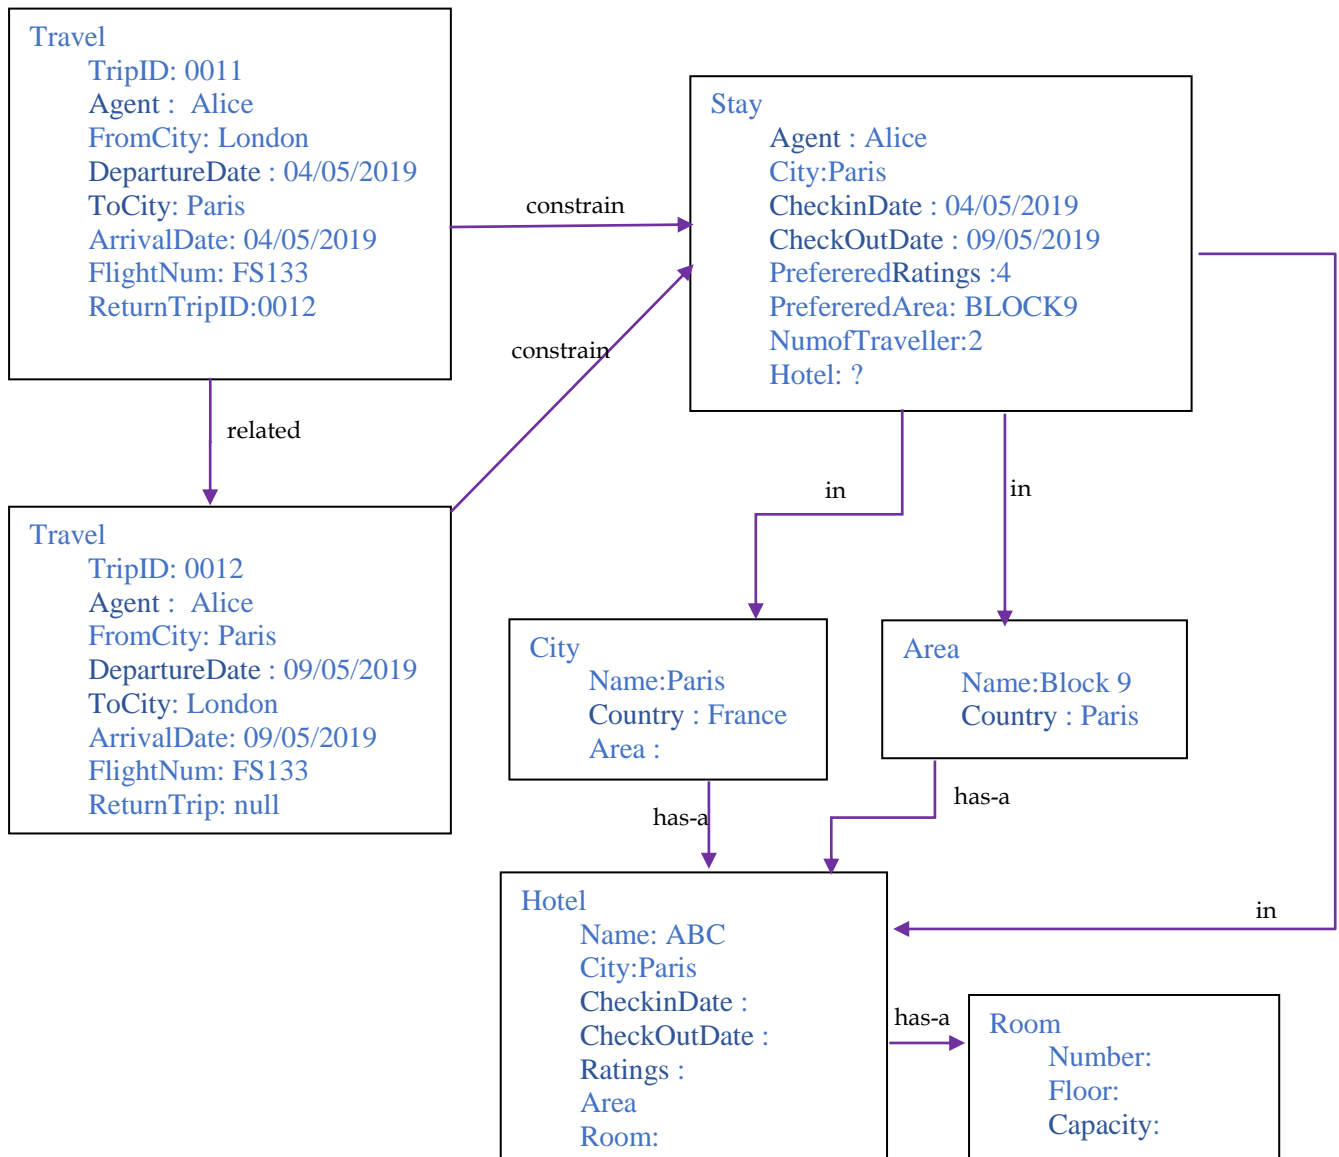 Travel
TripID: 0011
Agent :  Alice
FromCity: London
DepartureDate : 04/05/2019
ToCity: Paris
ArrivalDate: 04/05/2019
FlightNum: FS133
ReturnTripID:0012
constrain
Stay
Agent : Alice
City:Paris
CheckinDate : 04/05/2019
CheckOutDate : 09/05/2019
PrefereredRatings :4
PrefereredArea: BLOCK9
NumofTraveller:2
Hotel: ?
constrain
related
in
in
Travel
TripID: 0012
Agent :  Alice
FromCity: Paris
DepartureDate : 09/05/2019
ToCity: London
ArrivalDate: 09/05/2019
FlightNum: FS133
ReturnTrip: null
City
Name:Paris
Country : France
Area :
Area
Name:Block 9
Country : Paris
has-a
has-a
Hotel
Name: ABC
City:Paris
CheckinDate :
CheckOutDate :
Ratings :
Area
Room:
in
has-a
Room
Number:
Floor:
Capacity: